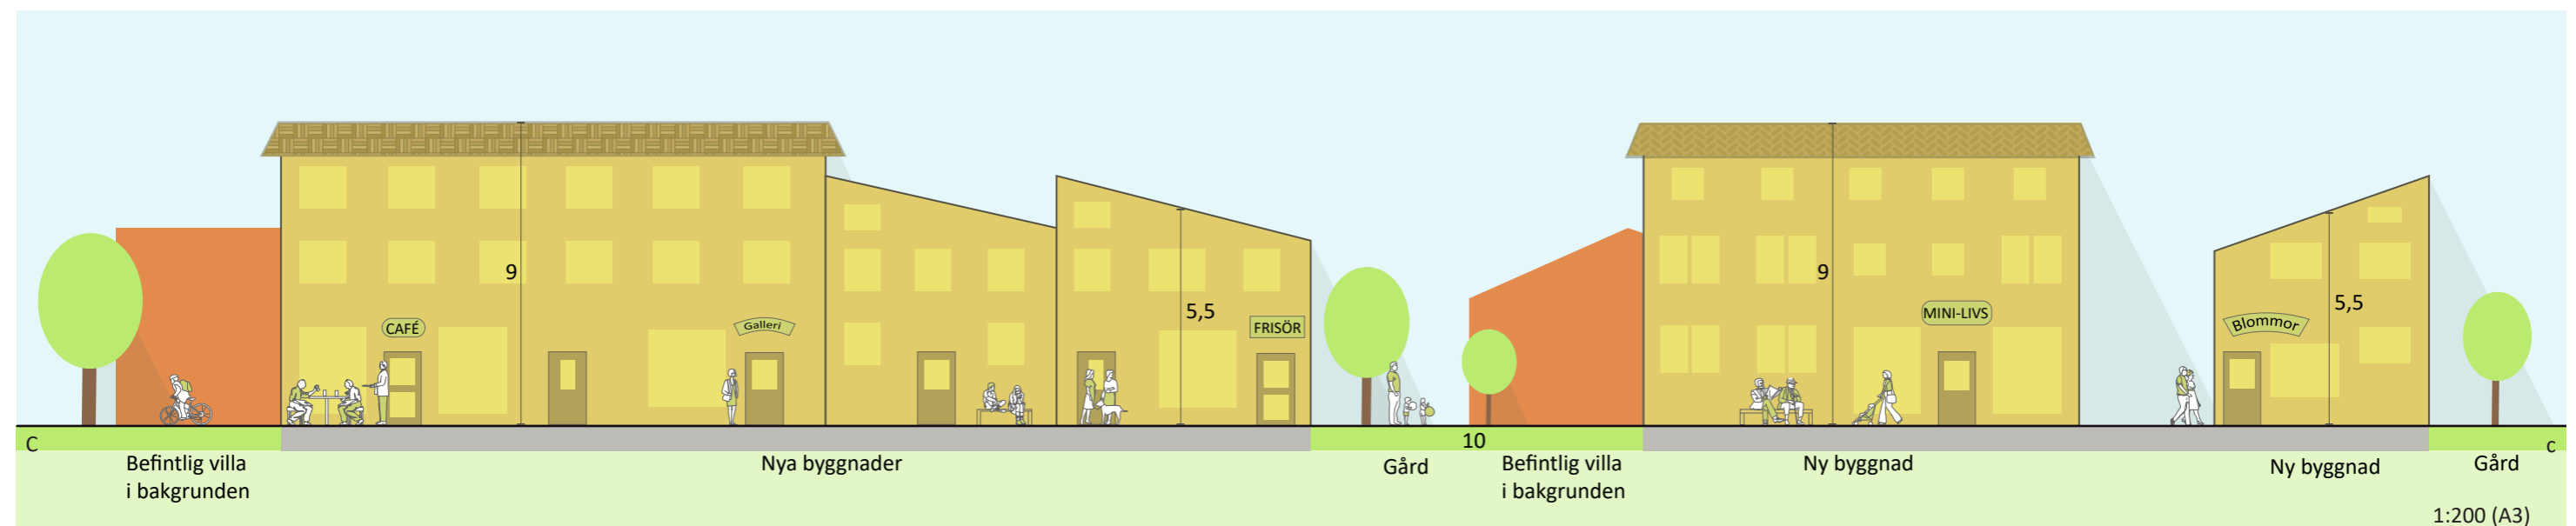 CAFÉ
Galleri
9
5,5
FRISÖR
9
MINI-LIVS
Blommor
5,5
C
10
c
Befintlig villa
i bakgrunden
Nya byggnader
Gård
Befintlig villa
i bakgrunden
Ny byggnad
Ny byggnad
Gård
1:200 (A3)